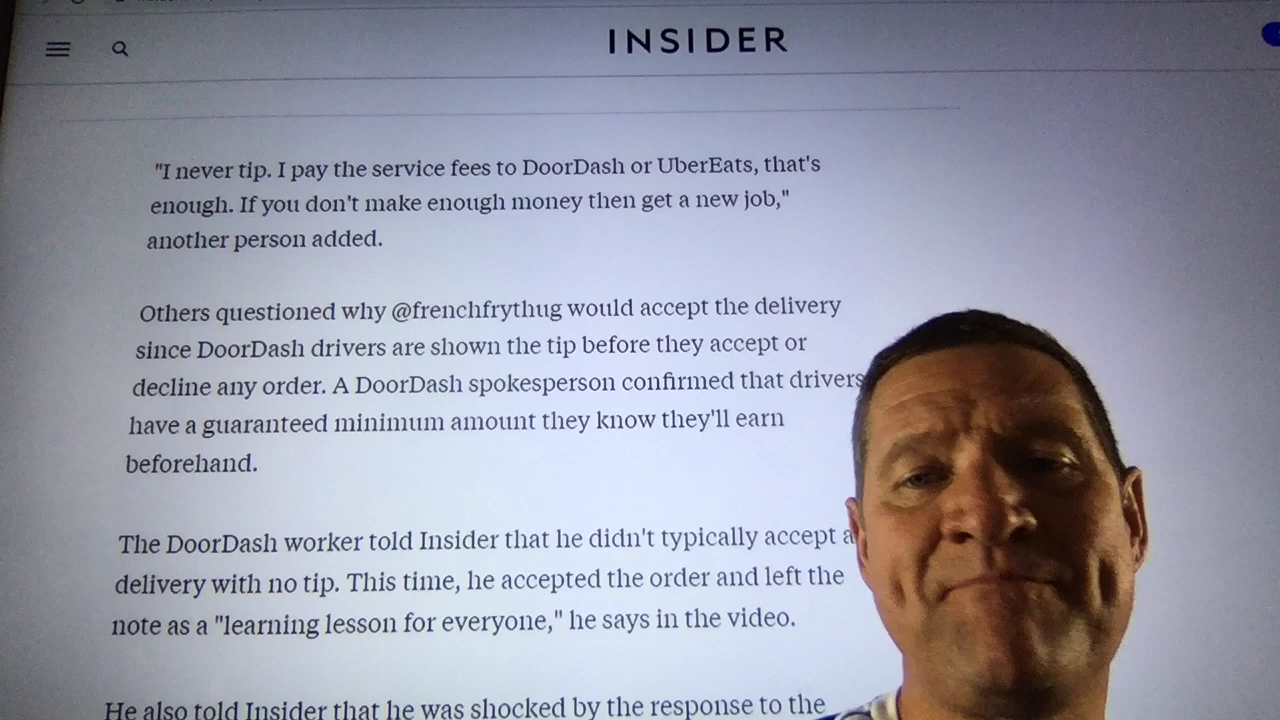 INSIDER
"I never tip. I pay the service fees to DoorDash or UberEats, that's
enough. If you don't make enough money then get a new job,"
another person added.
Others questioned why @frenchfrythug would accept the delivery
since DoorDash drivers are shown the tip before they accept or
decline any order. A DoorDash spokesperson confirmed that drivers
have a guaranteed minimum amount they know they'll earn
beforehand.
The DoorDash worker told Insider that he didn't typically accept a
delivery with no tip. This time, he accepted the order and left the
note as a "learning lesson for everyone," he says in the video.
He also told Insider that he was shocked by the response to the